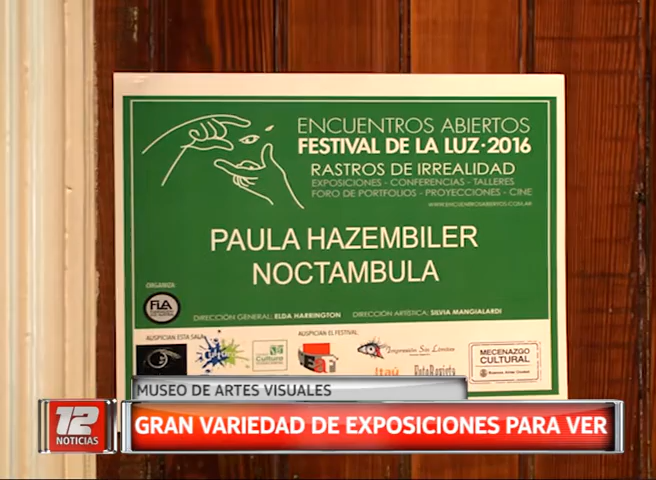 ENCUENTROS ABIERTOS
FESTIVAL DE LA LUZ·2016
RASTROS DE IRREALIDAD
EXPOSICIONES - CONFERENCIAS - TALLERES
FORO DE PORTFOLIOS - PROYECCIONES - CINE
WWW.ENCUENTROSABIERTOS.COM.AR
PAULA HAZEMBILER
NOCTAMBULA
ORGANIZA
FLA
DIRECCIÓN GENERAL: ELDA HARRINGTON DIRECCIÓN ARTÍSTICA: SILVIA MANGIALARDI
AUSPICIAN ESTA SALA
AUSPICIAN EL FESTIVAL
Cultura
Impresión Sin Límites
Itaú
MECENAZGO
CULTURAL
Buenos Aires Ciudad
MUSEO DE ARTES VISUALES
12
NOTICIAS
GRAN VARIEDAD DE EXPOSICIONES PARA VER